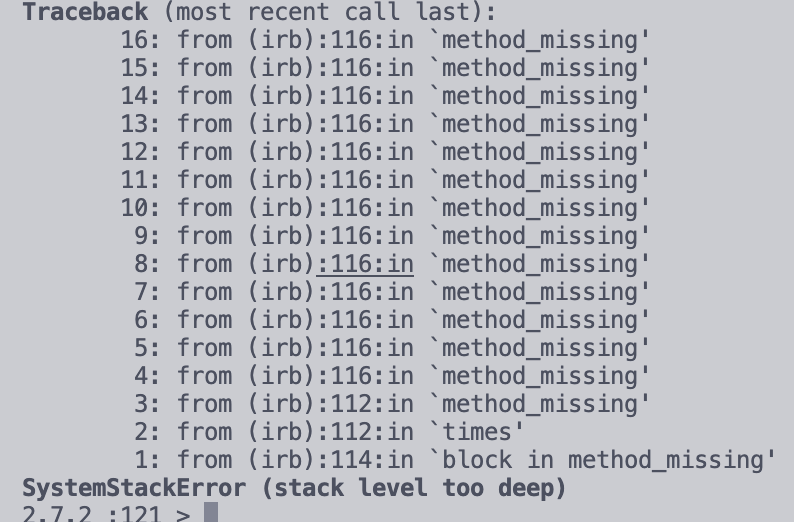 Traceback (most recent call last):
16: from (irb):116:in `method_missing'
15: from (irb):116:in `method_missing'
14: from (irb):116:in `method_missing'
13: from (irb):116:in `method_missing'
12: from (irb):116:in `method_missing'
11: from (irb):116:in `method_missing'
10: from (irb):116:in `method_missing'
9: from (irb):116:in `method_missing'
8: from (irb):116:in `method_missing'
7: from (irb):116:in `method_missing'
6: from (irb):116:in `method_missing'
5: from (irb):116:in `method_missing'
4: from (irb):116:in `method_missing'
3: from (irb):112:in `method_missing'
2: from (irb):112:in `times'
1: from (irb):114:in `block in method_missing'
SystemStackError (stack level too deep)
2.7.2 :121 >